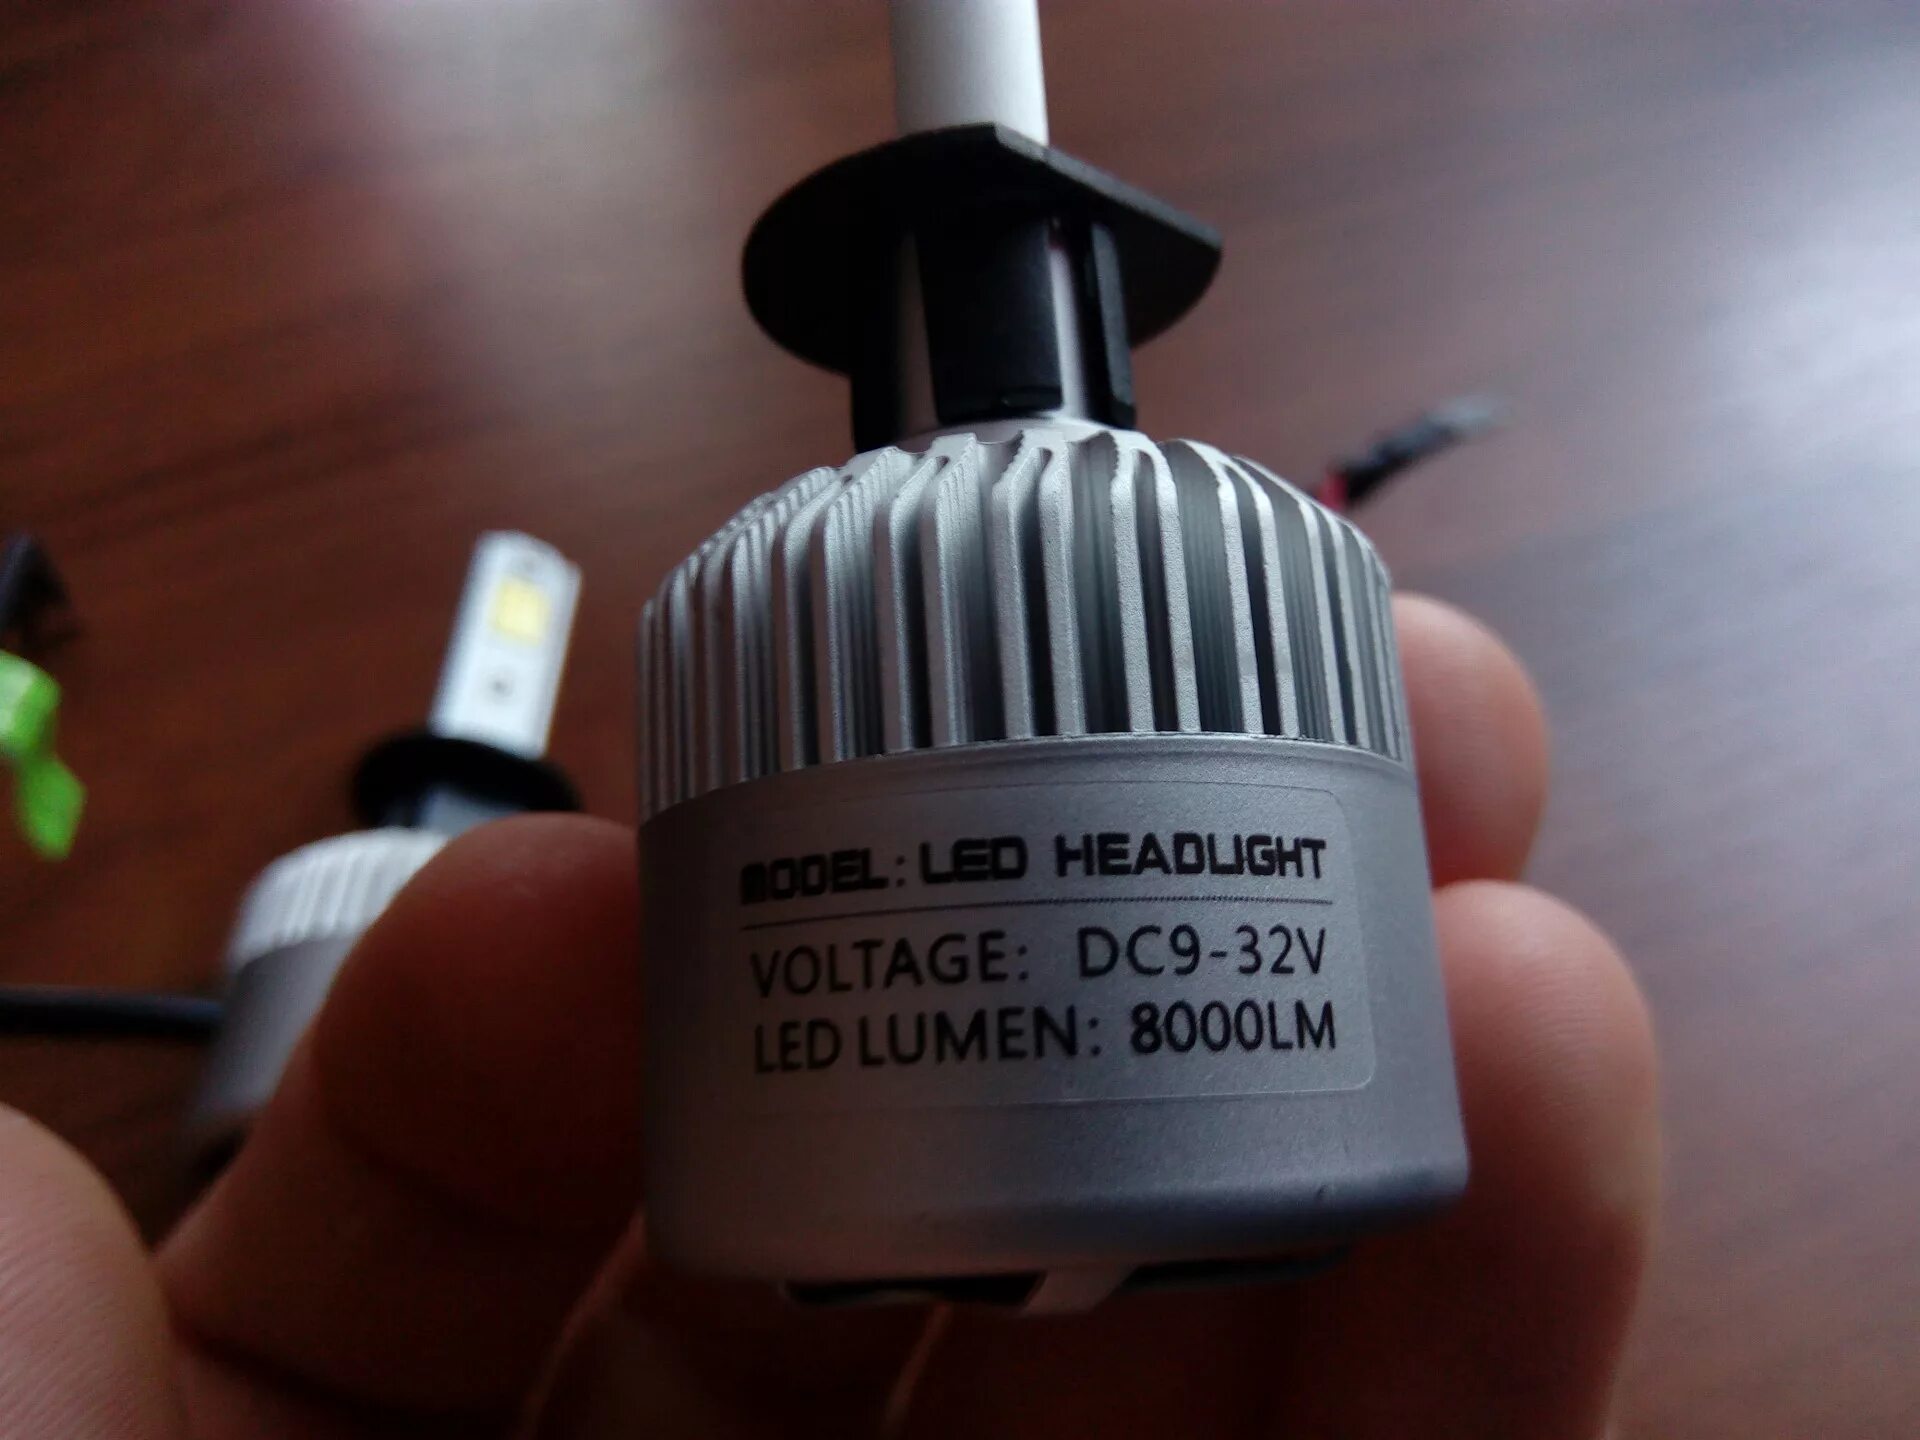 MODEL: LED HEADLIGHT
VOLTAGE: DC9-32V
LED LUMEN: 8000LM